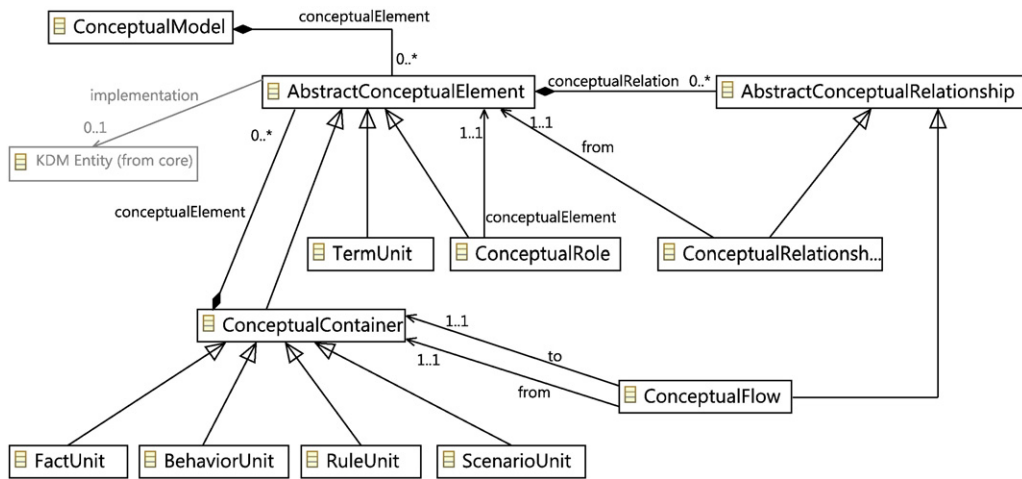 ConceptualModel
conceptualElement
0..*
AbstractConceptualElement
conceptualRelation
0..*
AbstractConceptualRelationship
implementation
0..1
KDM Entity (from core)
0..*
1..1
1..1
from
conceptualElement
conceptualElement
TermUnit
ConceptualRole
ConceptualRelationsh...
ConceptualContainer
1..1
to
1..1
from
ConceptualFlow
FactUnit
BehaviorUnit
RuleUnit
ScenarioUnit